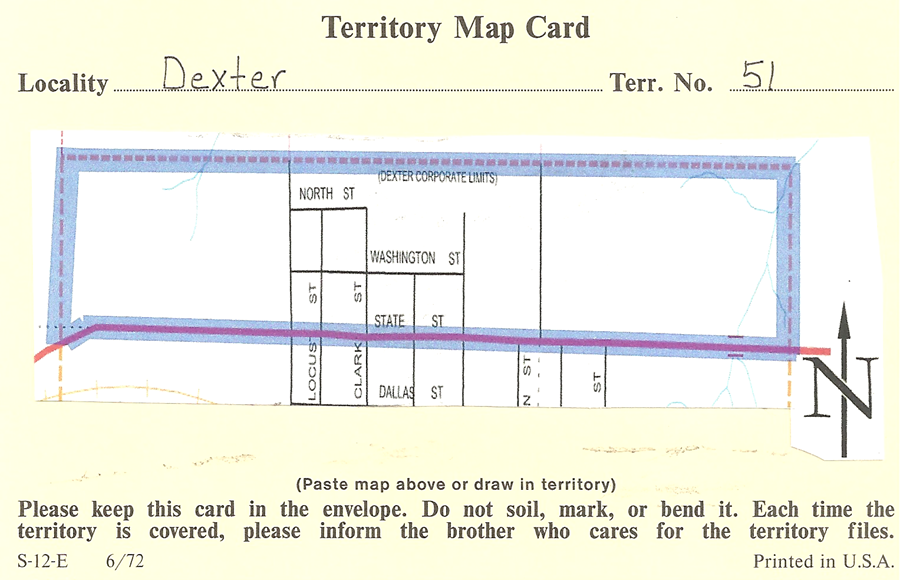 Territory Map Card
Locality Dexter Terr. No. 51
(DEXTER CORPORATE LIMITS)
NORTH ST
WASHINGTON ST
LOCUST ST
CLARK ST
STATE ST
DALLAS ST
N ST
ST
N
(Paste map above or draw in territory)
Please keep this card in the envelope. Do not soil, mark, or bend it. Each time the
territory is covered, please inform the brother who cares for the territory files.
S-12-E 6/72 Printed in U.S.A.